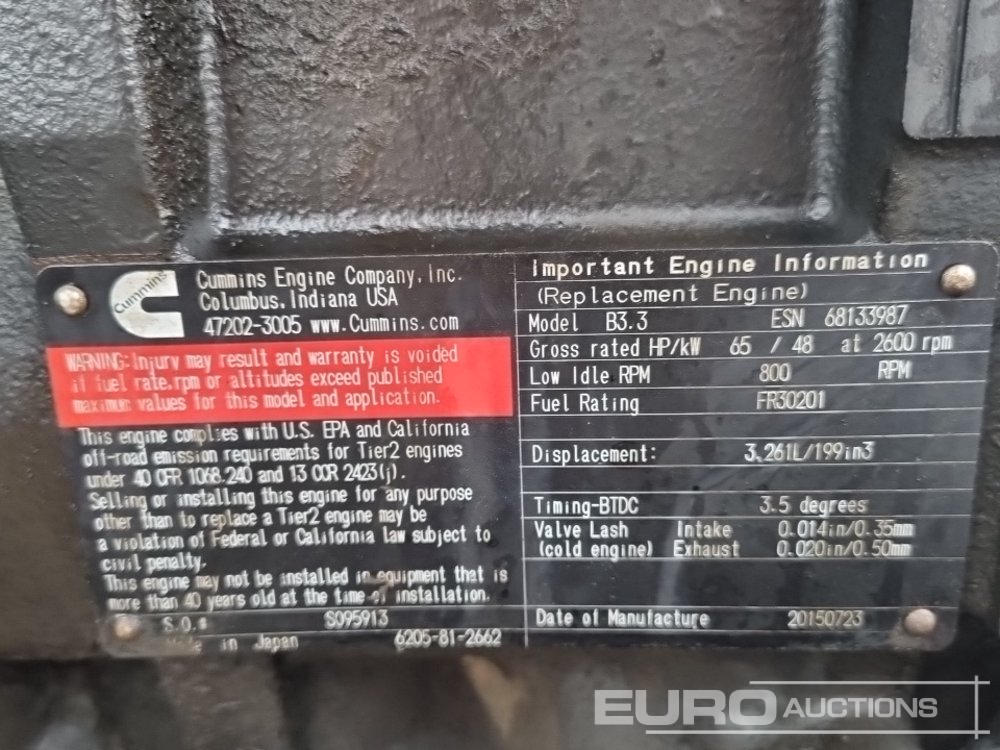 Cummins
Cummins Engine Company, Inc.
Columbus, Indiana USA
47202-3005 www.Cummins.com
WARNING: Injury may result and warranty is voided
if fuel rate, rpm or altitudes exceed published
maximum values for this model and application.
This engine complies with U.S. EPA and California
off-road emission requirements for Tier2 engines
under 40 CFR 1068.240 and 13 CCR 2423(j).
Selling or installing this engine for any purpose
other than to replace a Tier2 engine may be
a violation of Federal or California law subject to
civil penalty.
This engine may not be installed in equipment that is
more than 40 years old at the time of installation.
S.O.# S095913
Made in Japan 6205-81-2662
Important Engine Information
(Replacement Engine)
Model B3.3 ESN 68133987
Gross rated HP/kW 65 / 48 at 2600 rpm
Low Idle RPM 800 RPM
Fuel Rating FR30201
Displacement: 3,261L/199in3
Timing-BTDC 3.5 degrees
Valve Lash Intake 0.014in/0.35mm
(cold engine) Exhaust 0.020in/0.50mm
Date of Manufacture 20150723
EURO AUCTIONS